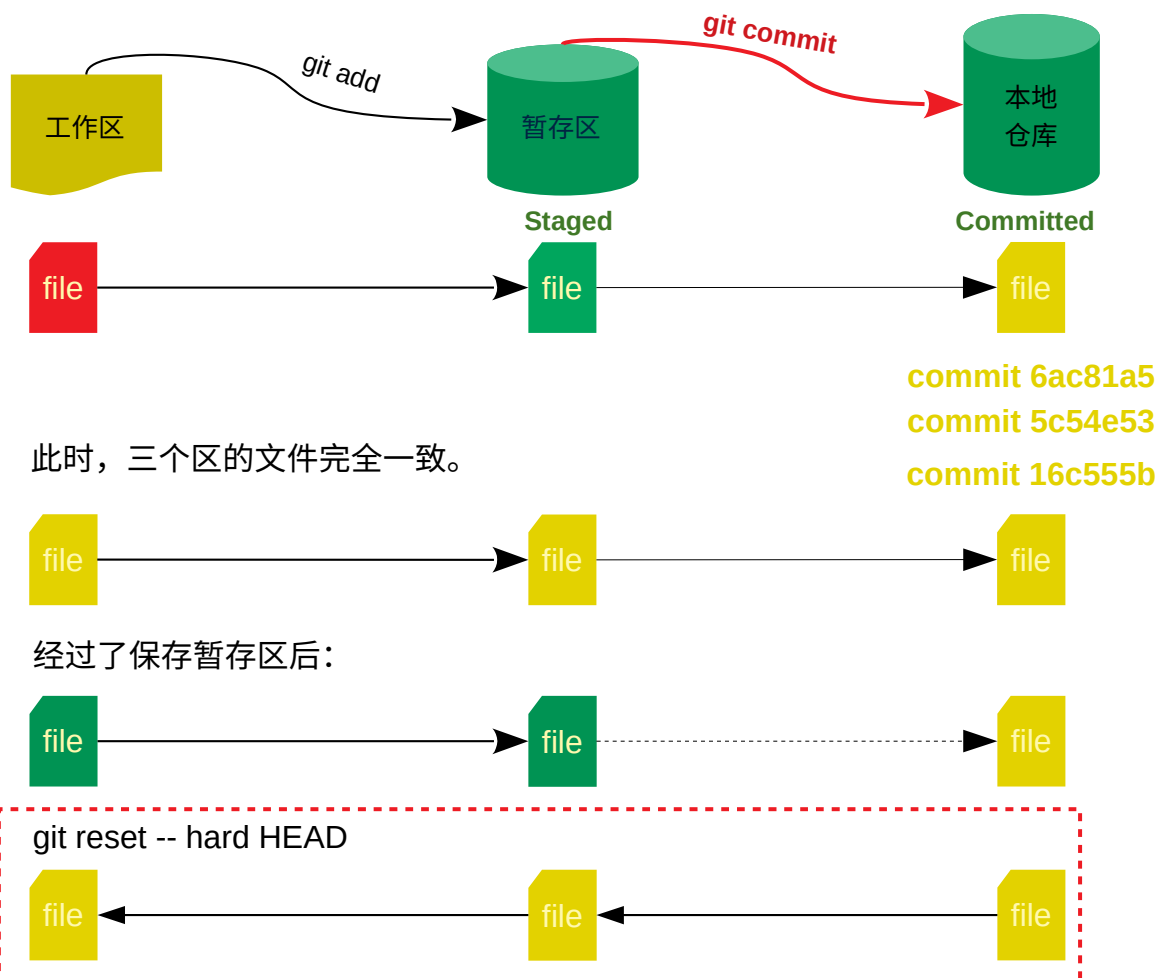 git commit
git add
工作区
暂存区
本地
仓库
Staged
Committed
file
file
file
commit 6ac81a5
commit 5c54e53
commit 16c555b
此时，三个区的文件完全一致。
file
file
file
经过了保存暂存区后：
file
file
file
git reset -- hard HEAD
file
file
file